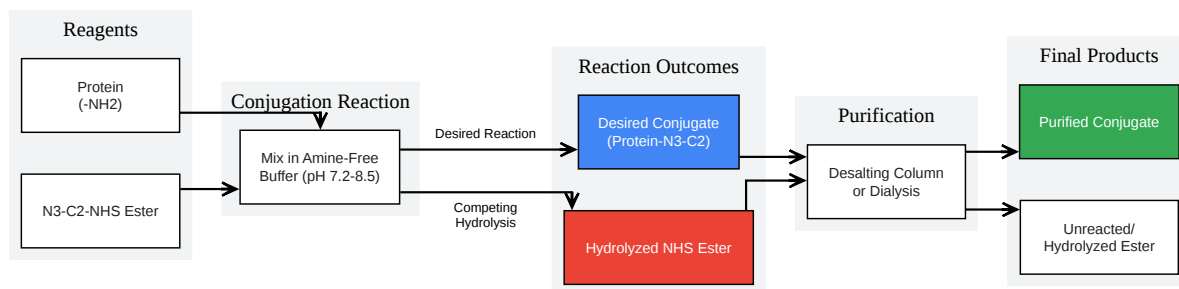 Reagents
Protein
(-NH2)
N3-C2-NHS Ester
Conjugation Reaction
Mix in Amine-Free
Buffer (pH 7.2-8.5)
Desired Reaction
Competing
Hydrolysis
Reaction Outcomes
Desired Conjugate
(Protein-N3-C2)
Hydrolyzed NHS Ester
Purification
Desalting Column
or Dialysis
Final Products
Purified Conjugate
Unreacted/
Hydrolyzed Ester